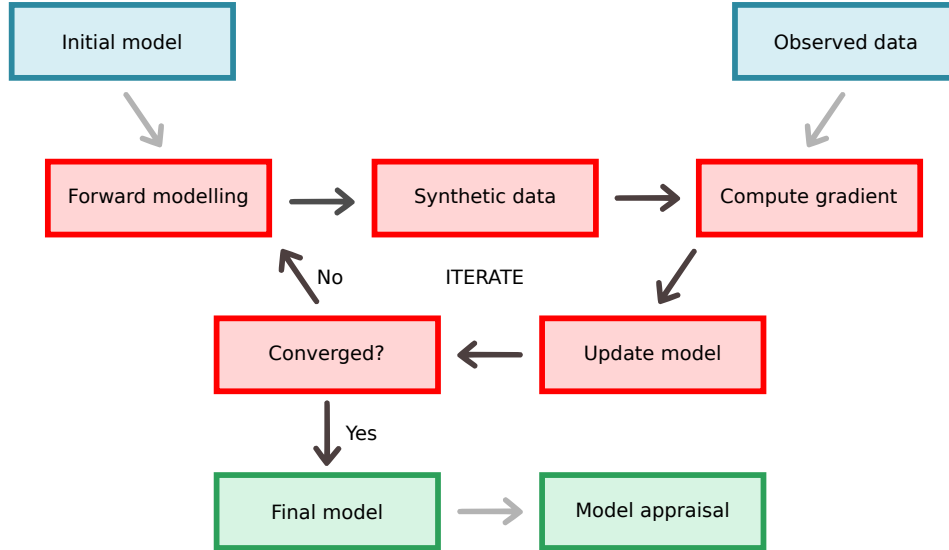 Initial model
Observed data
Forward modelling
Synthetic data
Compute gradient
No
ITERATE
Converged?
Update model
Yes
Final model
Model appraisal